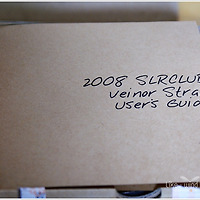 2008 SLRCLUB
Veinor Stra
User's Guid